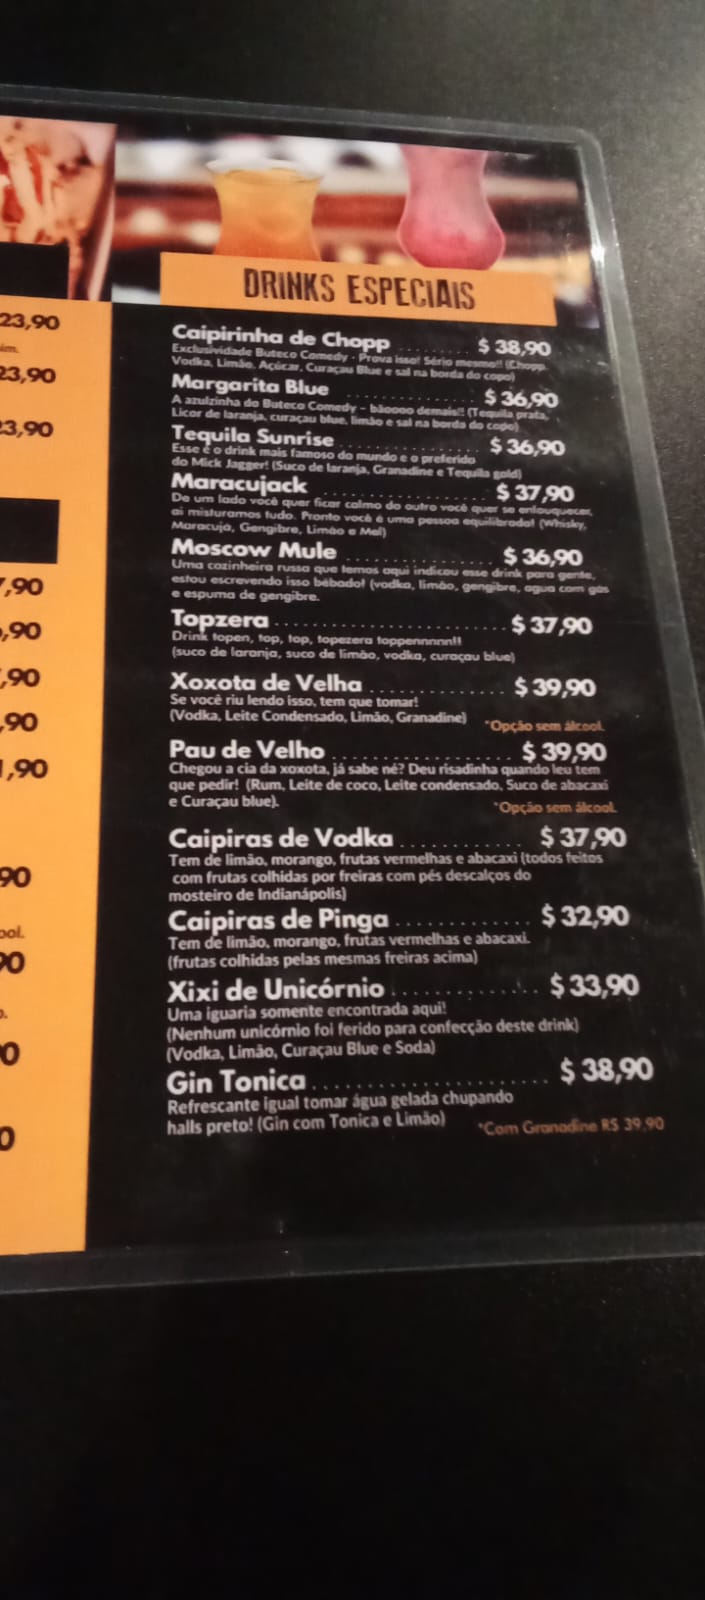 23,90
23,90
23,90
7,90
,90
,90
,90
1,90
90
90
0
0
DRINKS ESPECIAIS
Caipirinha de Chopp ......... $ 38,90
Exclusividade Buteco Comedy - Prova isso! Sério mesmo!! (Chopp
Vodka, Limão, Açúcar, Curaçau Blue e sal na borda do copo)
Margarita Blue ............... $ 36,90
A azulzinha do Buteco Comedy - bãoooo demais!! (Tequila prata,
Licor de laranja, curaçau blue, limão e sal na borda do copo)
Tequila Sunrise ............... $ 36,90
Esse é o drink mais famoso do mundo e o preferido
do Mick Jagger! (Suco de laranja, Granadine e Tequila gold)
Maracujack .................. $ 37,90
De um lado você quer ficar calmo do outro você quer se enlouquecer,
ai misturamos tudo. Pronto você é uma pessoa equilibrada! (Whisky,
Maracujá, Gengibre, Limão e Mel)
Moscow Mule ................ $ 36,90
Uma cozinheira russa que temos aqui indicou esse drink para gente,
estou escrevendo isso bêbado! (vodka, limão, gengibre, agua com gás
e espuma de gengibre.
Topzera ........................ $ 37,90
Drink topen, top, top, topezera toppennnnn!!
(suco de laranja, suco de limão, vodka, curaçau blue)
Xoxota de Velha .............. $ 39,90
Se você riu lendo isso, tem que tomar!
(Vodka, Leite Condensado, Limão, Granadine) *Opção sem álcool.
Pau de Velho .................. $ 39,90
Chegou a cia da xoxota, já sabe né? Deu risadinha quando leu tem
que pedir! (Rum, Leite de coco, Leite condensado, Suco de abacaxi
e Curaçau blue). *Opção sem álcool.
Caipiras de Vodka ............ $ 37,90
Tem de limão, morango, frutas vermelhas e abacaxi (todos feitos
com frutas colhidas por freiras com pés descalços do
mosteiro de Indianápolis)
Caipiras de Pinga ............. $ 32,90
Tem de limão, morango, frutas vermelhas e abacaxi.
(frutas colhidas pelas mesmas freiras acima)
Xixi de Unicórnio .............. $ 33,90
Uma iguaria somente encontrada aqui!
(Nenhum unicórnio foi ferido para confecção deste drink)
(Vodka, Limão, Curaçau Blue e Soda)
Gin Tonica ...................... $ 38,90
Refrescante igual tomar água gelada chupando
halls preto! (Gin com Tonica e Limão) *Com Granadine R$ 39,90